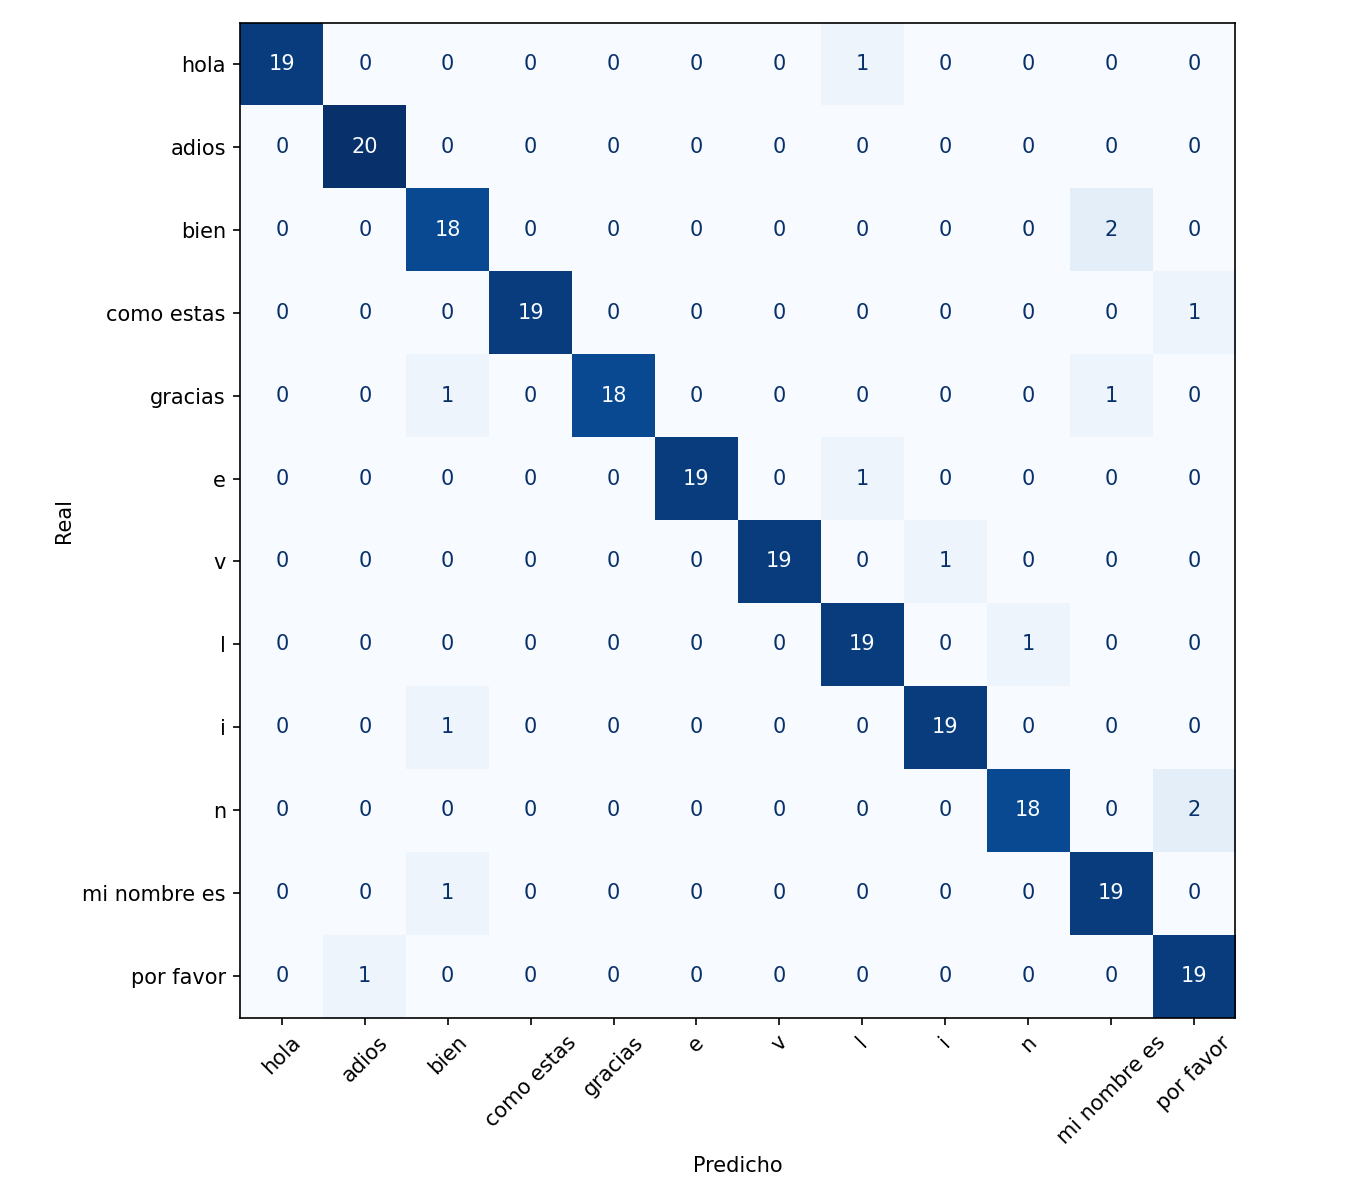 hola 19 0 0 0 0 0 0 1 0 0 0 0
adios 0 20 0 0 0 0 0 0 0 0 0 0
bien 0 0 18 0 0 0 0 0 0 0 2 0
como estas 0 0 0 19 0 0 0 0 0 0 0 1
gracias 0 0 1 0 18 0 0 0 0 0 1 0
e 0 0 0 0 0 19 0 1 0 0 0 0
v 0 0 0 0 0 0 19 0 1 0 0 0
l 0 0 0 0 0 0 0 19 0 1 0 0
i 0 0 1 0 0 0 0 0 19 0 0 0
n 0 0 0 0 0 0 0 0 0 18 0 2
mi nombre es 0 0 1 0 0 0 0 0 0 0 19 0
por favor 0 1 0 0 0 0 0 0 0 0 0 19
Real
hola adios bien como estas gracias e v l i n mi nombre es por favor
Predicho